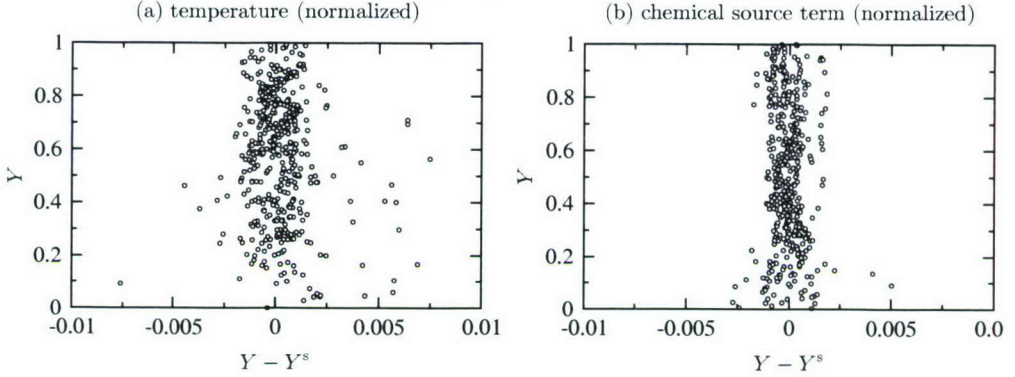 (a) temperature (normalized)
(b) chemical source term (normalized)
1
0.8
0.6
0.4
0.2
0
Y
-0.01 -0.005 0 0.005 0.01
Y − Yˢ
1
0.8
0.6
0.4
0.2
0
Y
-0.01 -0.005 0 0.005 0.0
Y − Yˢ